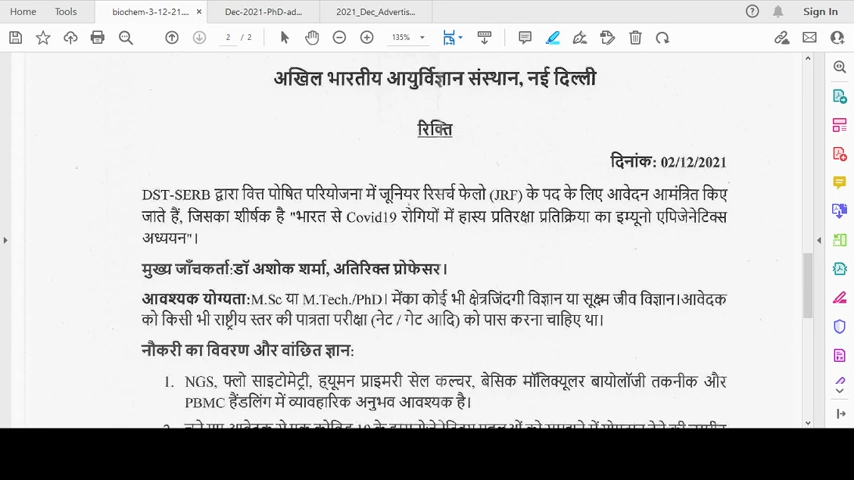 Home Tools biochem-3-12-21... × Dec-2021-PhD-ad... 2021_Dec_Advertis... Sign In
2 / 2 135%
अखिल भारतीय आयुर्विज्ञान संस्थान, नई दिल्ली
रिक्ति
दिनांक: 02/12/2021
DST-SERB द्वारा वित्त पोषित परियोजना में जूनियर रिसर्च फेलो (JRF) के पद के लिए आवेदन आमंत्रित किए
जाते हैं, जिसका शीर्षक है "भारत से Covid19 रोगियों में हास्य प्रतिरक्षा प्रतिक्रिया का इम्यूनो एपिजेनेटिक्स
अध्ययन"।
मुख्य जाँचकर्ता:डॉ अशोक शर्मा, अतिरिक्त प्रोफेसर।
आवश्यक योग्यता:M.Sc या M.Tech./PhD। मेंका कोई भी क्षेत्रजिंदगी विज्ञान या सूक्ष्म जीव विज्ञान।आवेदक
को किसी भी राष्ट्रीय स्तर की पात्रता परीक्षा (नेट / गेट आदि) को पास करना चाहिए था।
नौकरी का विवरण और वांछित ज्ञान:
1. NGS, फ्लो साइटोमेट्री, ह्यूमन प्राइमरी सेल कल्चर, बेसिक मॉलिक्यूलर बायोलॉजी तकनीक और
PBMC हैंडलिंग में व्यावहारिक अनुभव आवश्यक है।